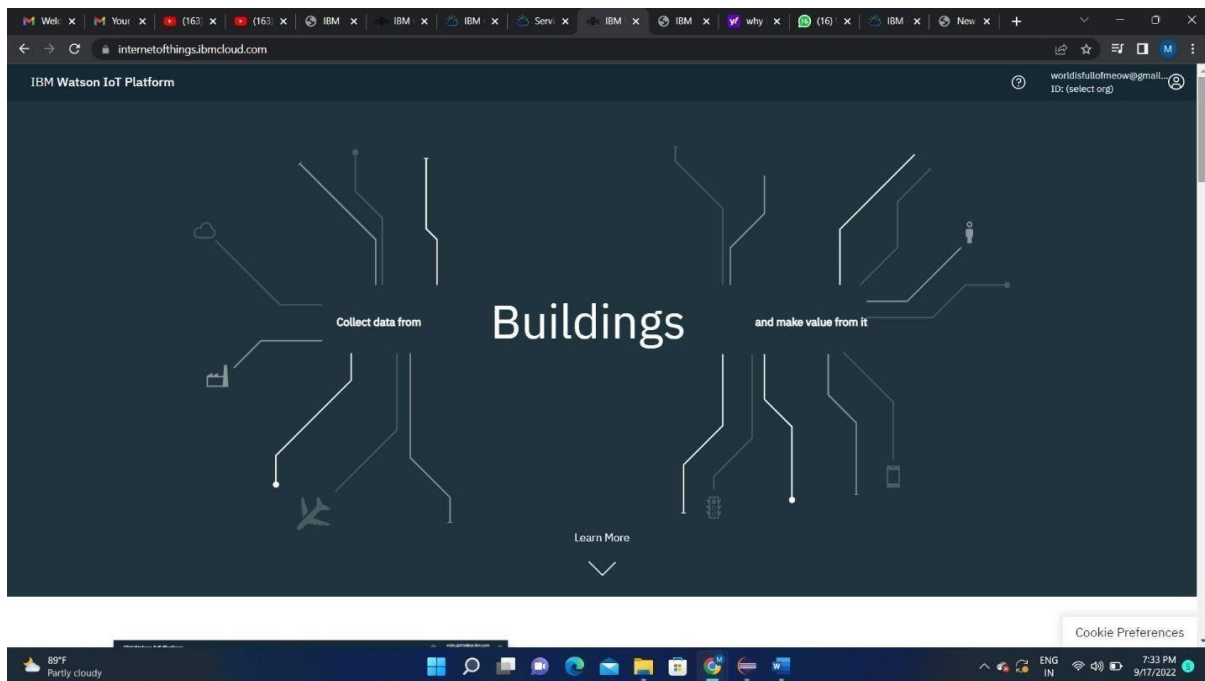 Welc
Your
(163)
(163)
IBM
IBM
IBM
Servi
IBM
IBM
why
(16)
IBM
New
internetofthings.ibmcloud.com
M
IBM Watson IoT Platform
worldisfullofmeow@gmail...
ID: (select org)
Collect data from
Buildings
and make value from it
Learn More
Cookie Preferences
89°F
Partly cloudy
ENG
IN
7:33 PM
9/17/2022